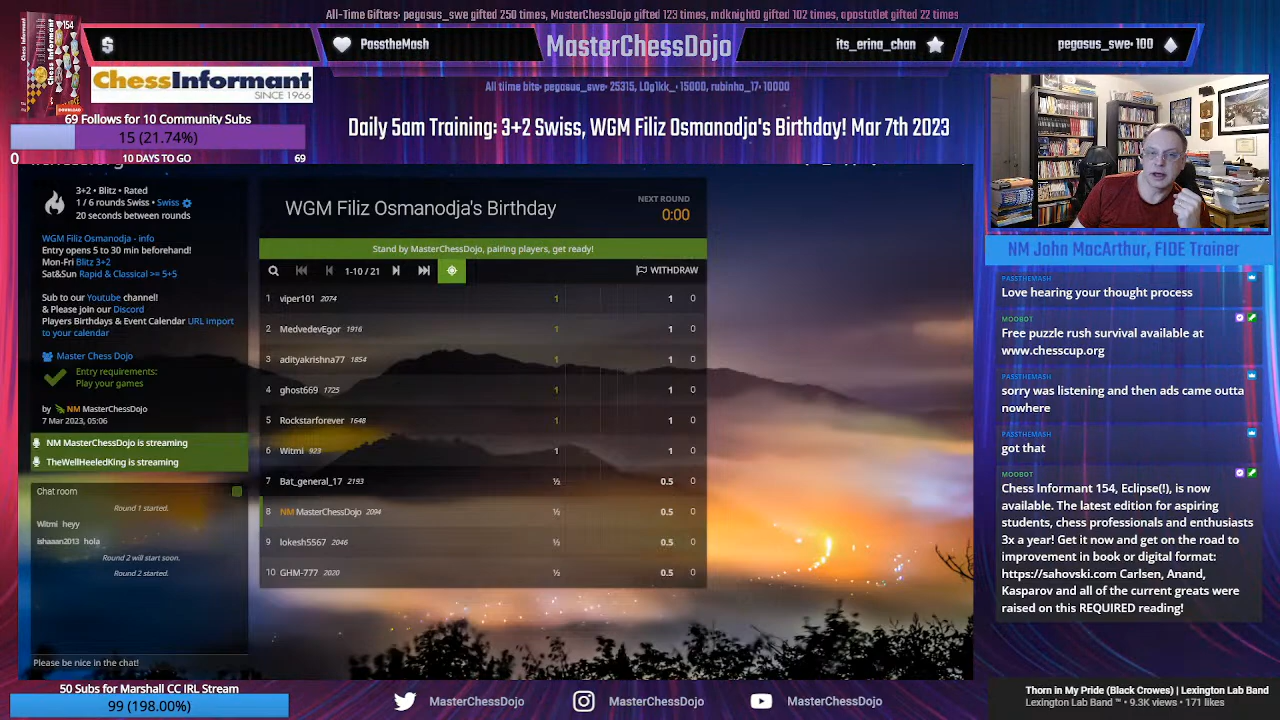 All-Time Gifters: pegasus_swe gifted 250 times, MasterChessDojo gifted 123 times, mdknight0 gifted 102 times, apostatlet gifted 22 times
$
PasstheMash
MasterChessDojo
its_erina_chan
pegasus_swe: 100
154
Chess Informant
ChessInformant
SINCE 1966
DOWNLOAD
All time bits: pegasus_swe: 25315, L0g1kk_: 15000, rubinho_17: 10000
69 Follows for 10 Community Subs
15 (21.74%)
0 10 DAYS TO GO 69
Daily 5am Training: 3+2 Swiss, WGM Filiz Osmanodja's Birthday! Mar 7th 2023
3+2 • Blitz • Rated
1 / 6 rounds Swiss • Swiss
20 seconds between rounds
WGM Filiz Osmanodja - info
Entry opens 5 to 30 min beforehand!
Mon-Fri Blitz 3+2
Sat&Sun Rapid & Classical >= 5+5
Sub to our Youtube channel!
& Please join our Discord
Players Birthdays & Event Calendar URL import
to your calendar
Master Chess Dojo
Entry requirements:
Play your games
by NM MasterChessDojo
7 Mar 2023, 05:06
NM MasterChessDojo is streaming
TheWellHeeledKing is streaming
Chat room
Round 1 started.
Witmi heyy
ishaaan2013 hola
Round 2 will start soon.
Round 2 started.
Please be nice in the chat!
WGM Filiz Osmanodja's Birthday
NEXT ROUND
0:00
Stand by MasterChessDojo, pairing players, get ready!
1-10 / 21
WITHDRAW
1 viper101 2074 1 1 0
2 MedvedevEgor 1916 1 1 0
3 adityakrishna77 1854 1 1 0
4 ghost669 1725 1 1 0
5 Rockstarforever 1648 1 1 0
6 Witmi 923 1 1 0
7 Bat_general_17 2193 ½ 0.5 0
8 NM MasterChessDojo 2094 ½ 0.5 0
9 lokesh5567 2046 ½ 0.5 0
10 GHM-777 2020 ½ 0.5 0
NM John MacArthur, FIDE Trainer
PASSTHEMASH
Love hearing your thought process
MOOBOT
Free puzzle rush survival available at
www.chesscup.org
PASSTHEMASH
sorry was listening and then ads came outta
nowhere
PASSTHEMASH
got that
MOOBOT
Chess Informant 154, Eclipse(!), is now
available. The latest edition for aspiring
students, chess professionals and enthusiasts
3x a year! Get it now and get on the road to
improvement in book or digital format:
https://sahovski.com Carlsen, Anand,
Kasparov and all of the current greats were
raised on this REQUIRED reading!
50 Subs for Marshall CC IRL Stream
99 (198.00%)
MasterChessDojo
MasterChessDojo
MasterChessDojo
Thorn in My Pride (Black Crowes) | Lexington Lab Band
Lexington Lab Band ™ • 9.3K views • 171 likes